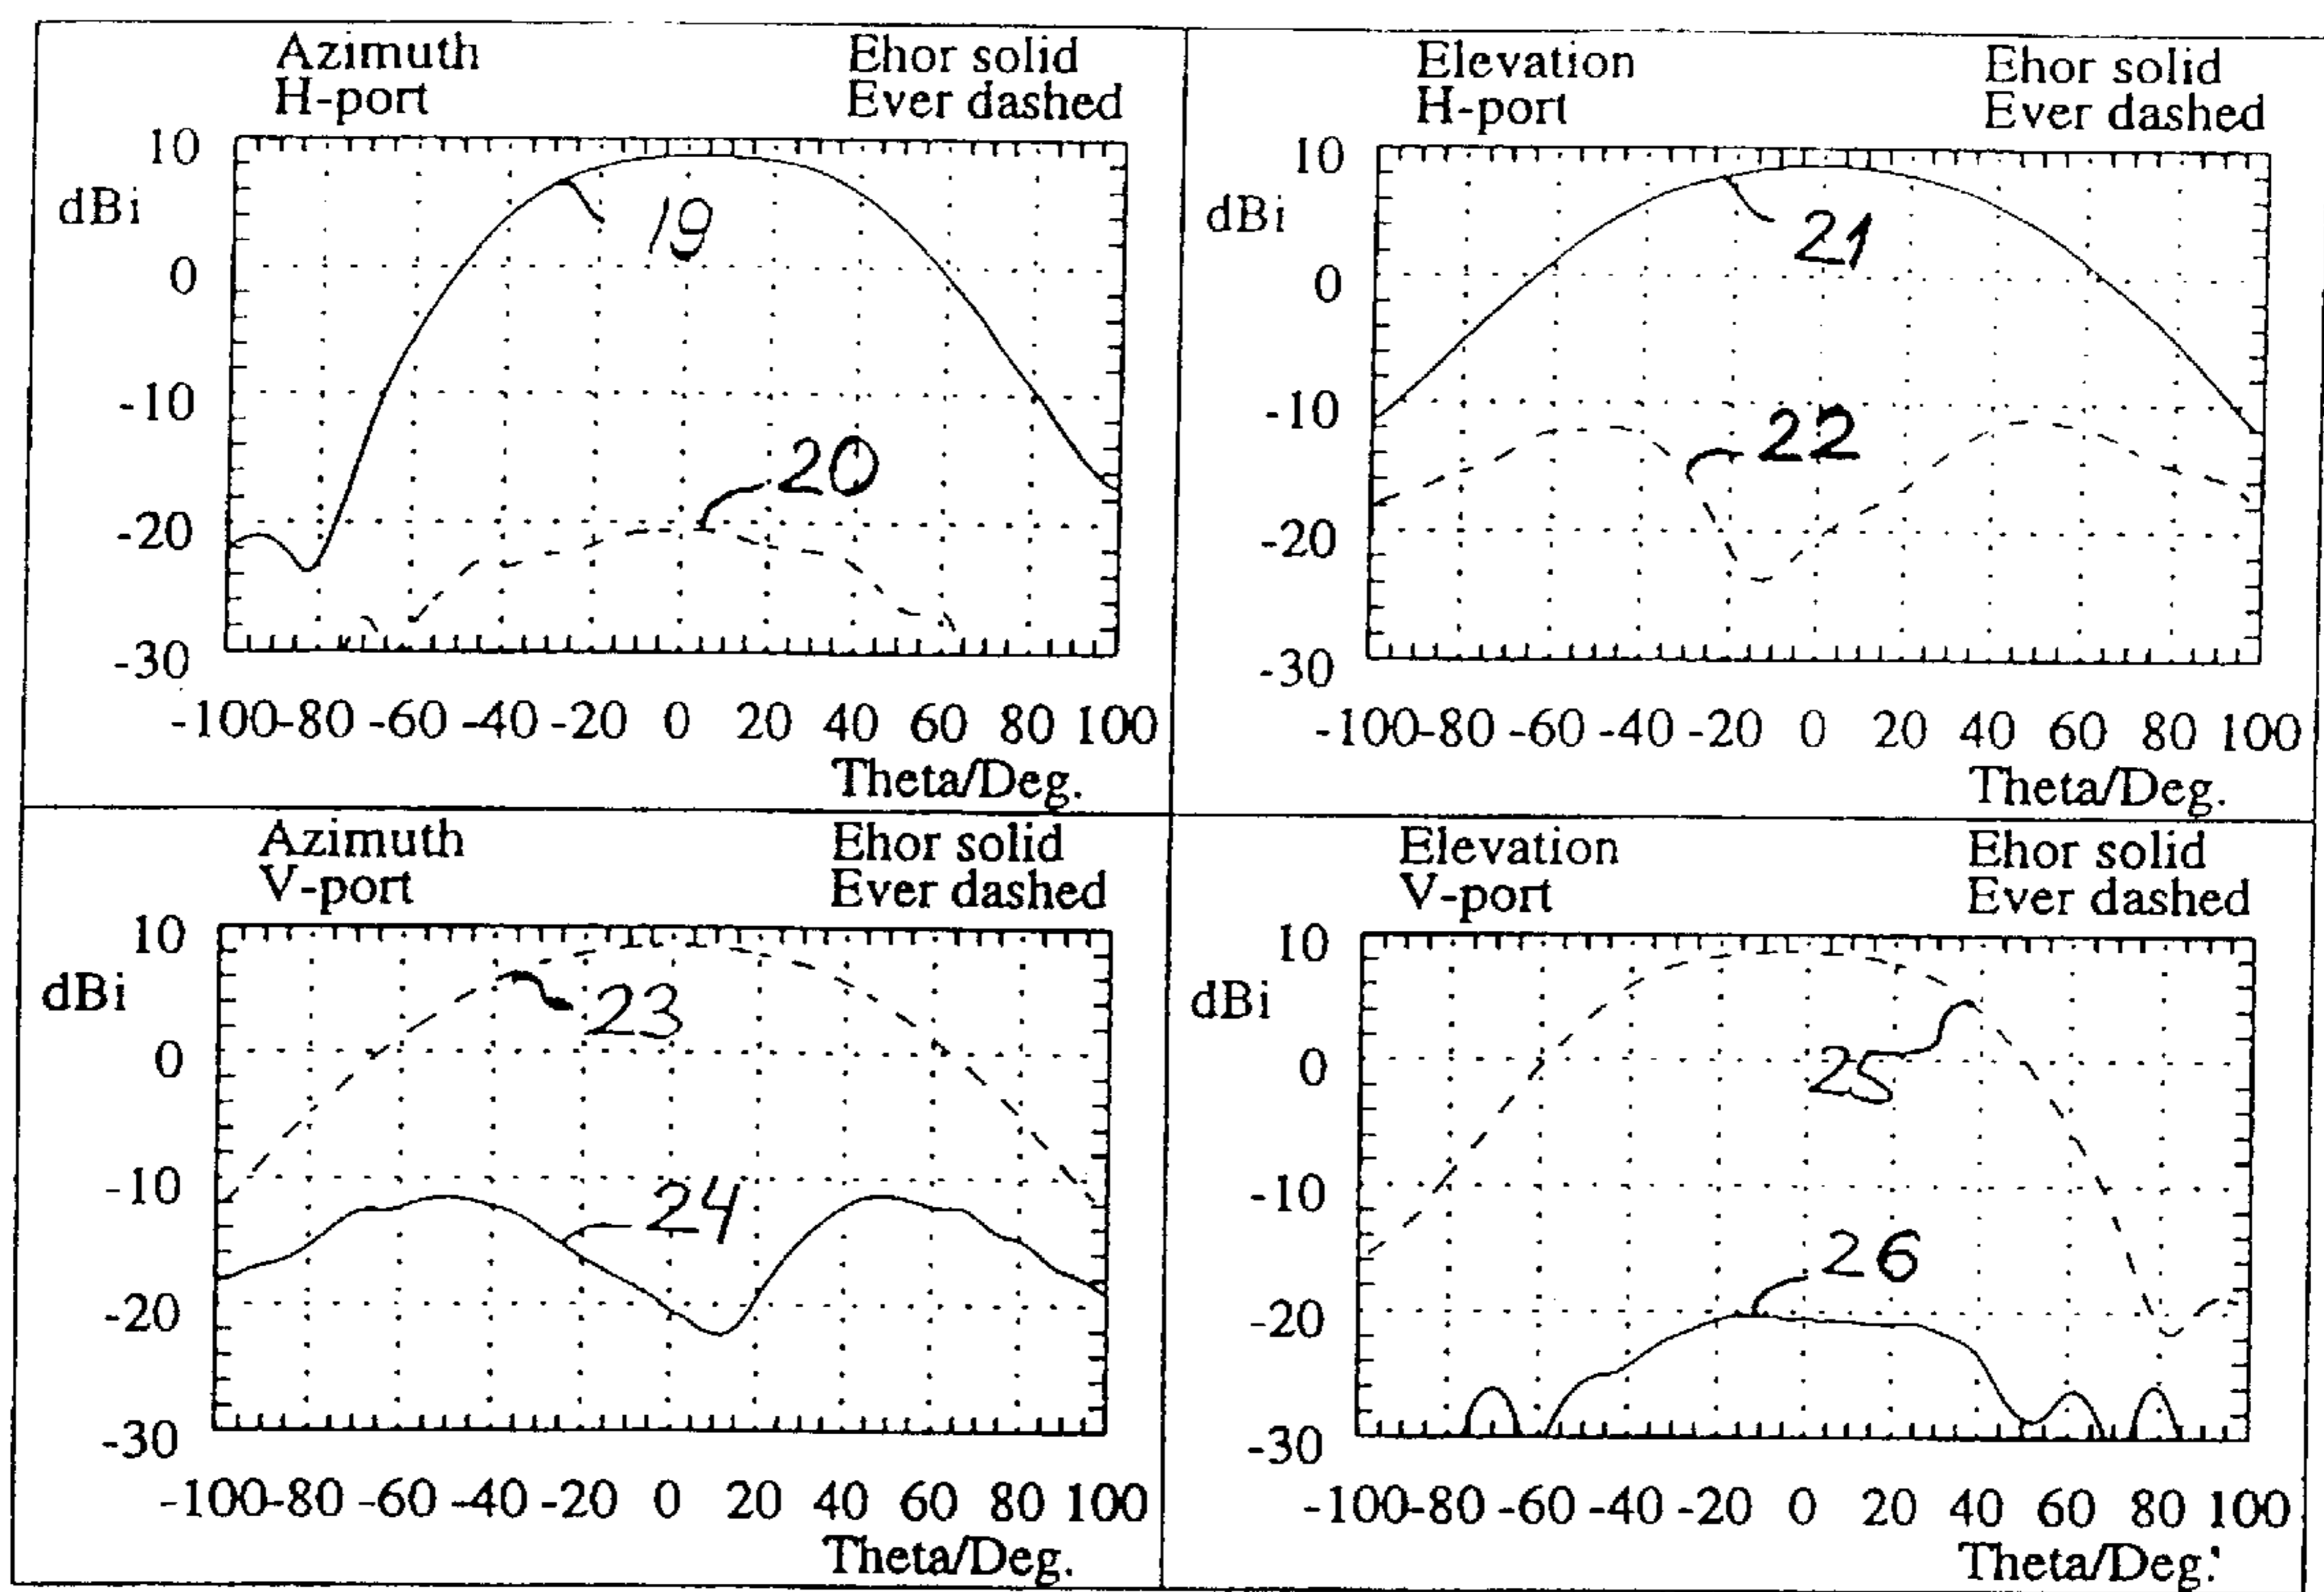 Azimuth Ehor solid
H-port Ever dashed
10
dBi
19
0
-10
20
-20
-30
-100 -80 -60 -40 -20 0 20 40 60 80 100
Theta/Deg.
Elevation Ehor solid
H-port Ever dashed
10
dBi
21
0
-10
22
-20
-30
-100 -80 -60 -40 -20 0 20 40 60 80 100
Theta/Deg.
Azimuth Ehor solid
V-port Ever dashed
10
dBi
23
0
-10
24
-20
-30
-100 -80 -60 -40 -20 0 20 40 60 80 100
Theta/Deg.
Elevation Ehor solid
V-port Ever dashed
10
dBi
0
25
-10
26
-20
-30
-100 -80 -60 -40 -20 0 20 40 60 80 100
Theta/Deg.